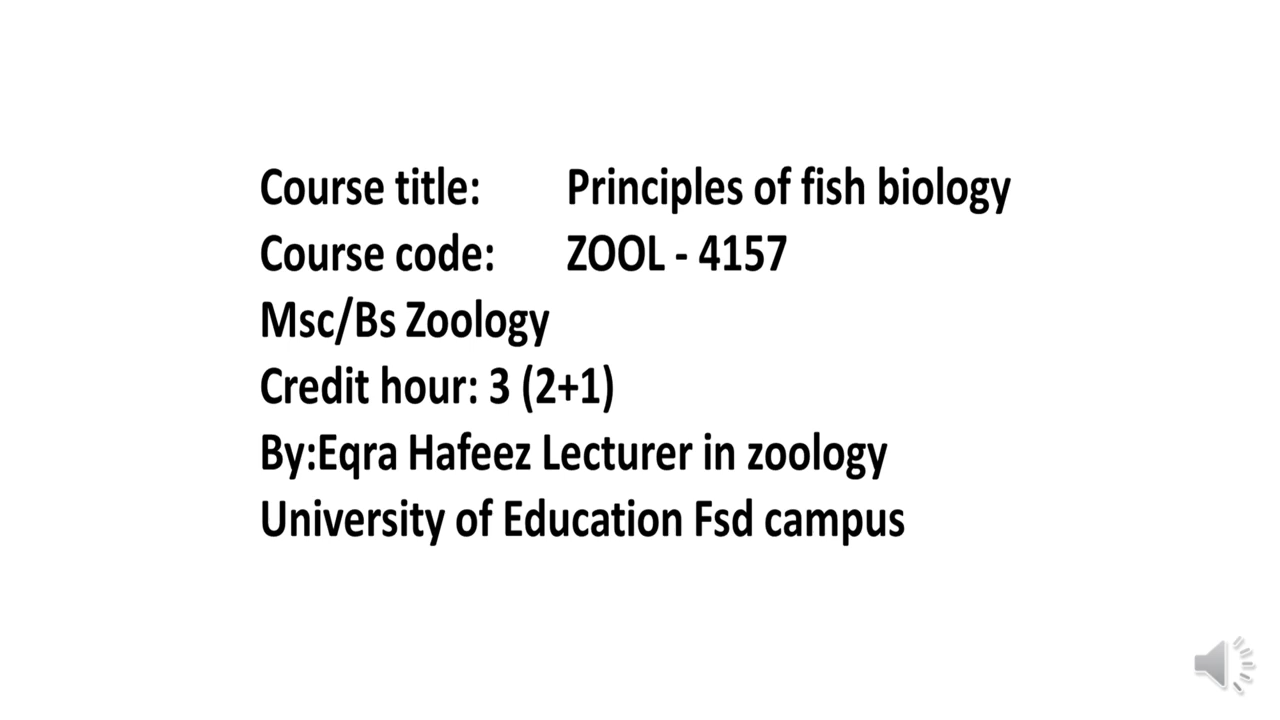 Course title: Principles of fish biology
Course code: ZOOL - 4157
Msc/Bs Zoology
Credit hour: 3 (2+1)
By:Eqra Hafeez Lecturer in zoology
University of Education Fsd campus